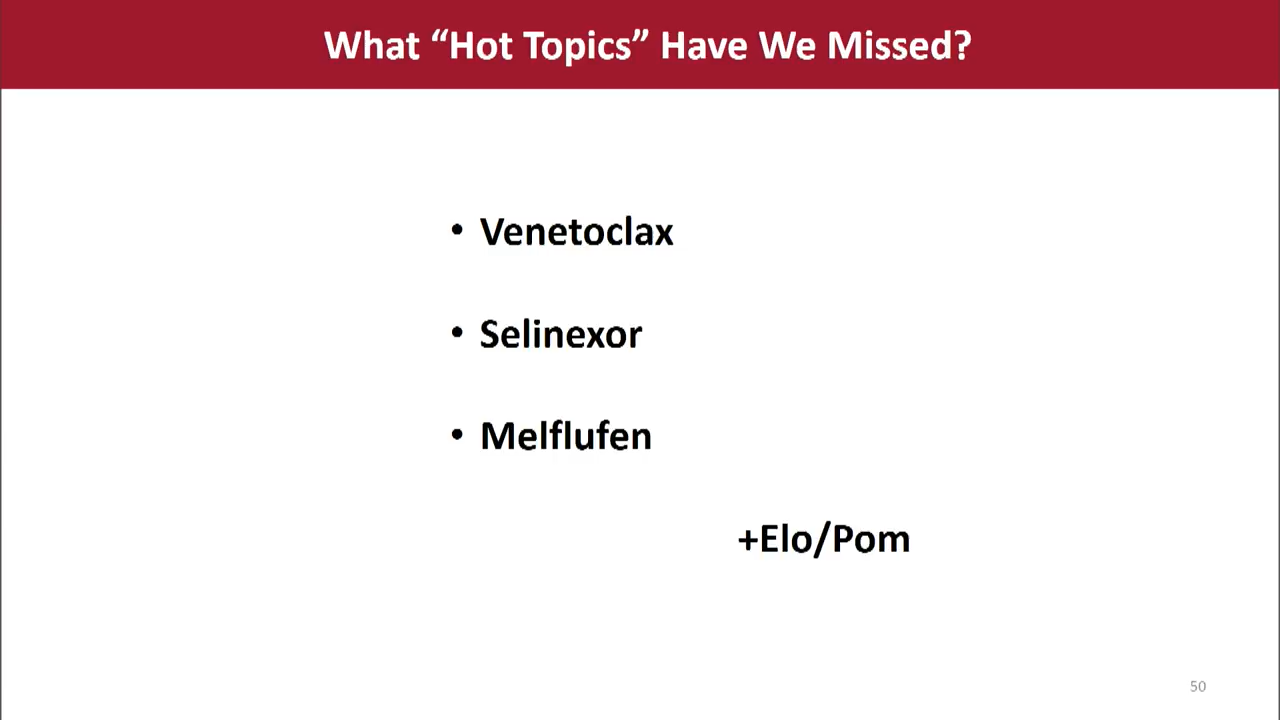 What “Hot Topics” Have We Missed?
• Venetoclax
• Selinexor
• Melflufen
+Elo/Pom
50